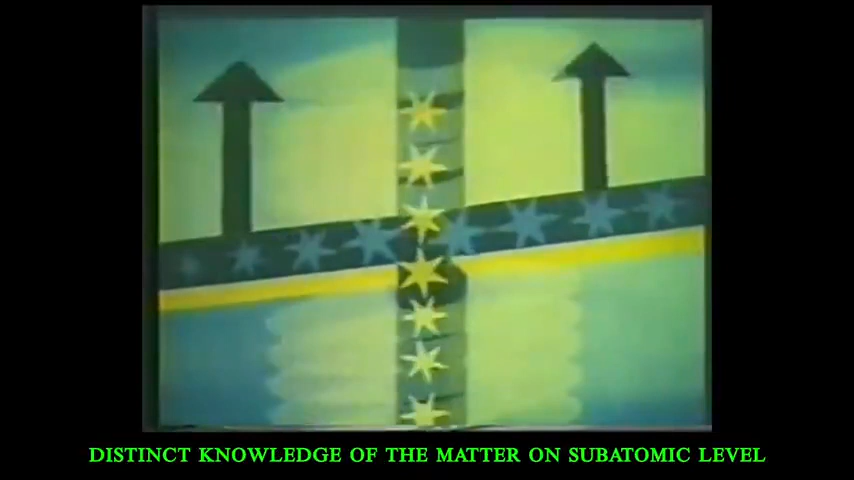 DISTINCT KNOWLEDGE OF THE MATTER ON SUBATOMIC LEVEL